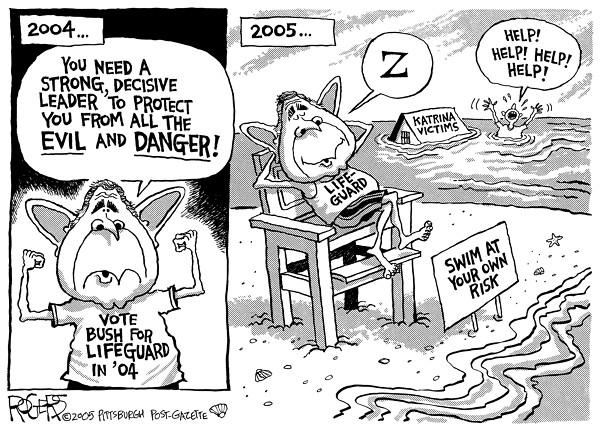 2004...
YOU NEED A
STRONG, DECISIVE
LEADER TO PROTECT
YOU FROM ALL THE
EVIL AND DANGER!
VOTE
BUSH FOR
LIFEGUARD
IN '04
2005...
Z
HELP!
HELP! HELP!
HELP!
KATRINA
VICTIMS
LIFE-
GUARD
SWIM AT
YOUR OWN
RISK
ROGERS ©2005 PITTSBURGH POST-GAZETTE